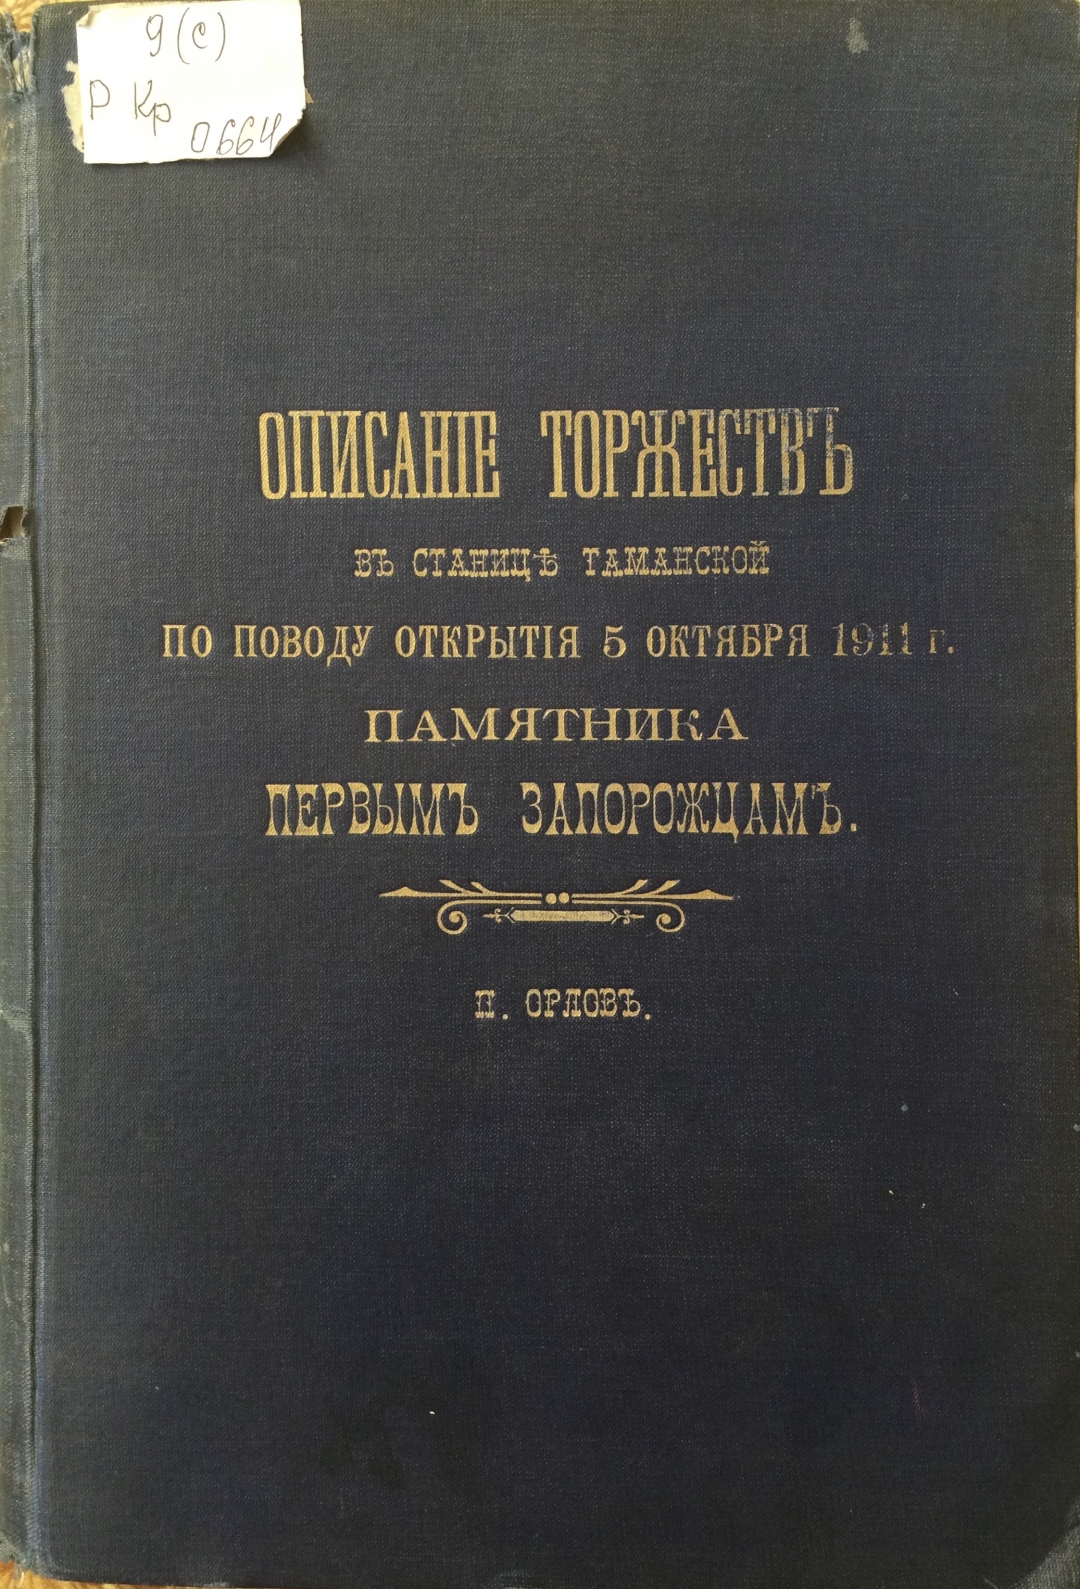 9(с)
Р Кр
0664
ОПИСАНІЕ ТОРЖЕСТВЪ
ВЪ СТАНИЦѢ ТАМАНСКОЙ
ПО ПОВОДУ ОТКРЫТІЯ 5 ОКТЯБРЯ 1911 г.
ПАМЯТНИКА
ПЕРВЫМЪ ЗАПОРОЖЦАМЪ.
П. ОРЛОВЪ.